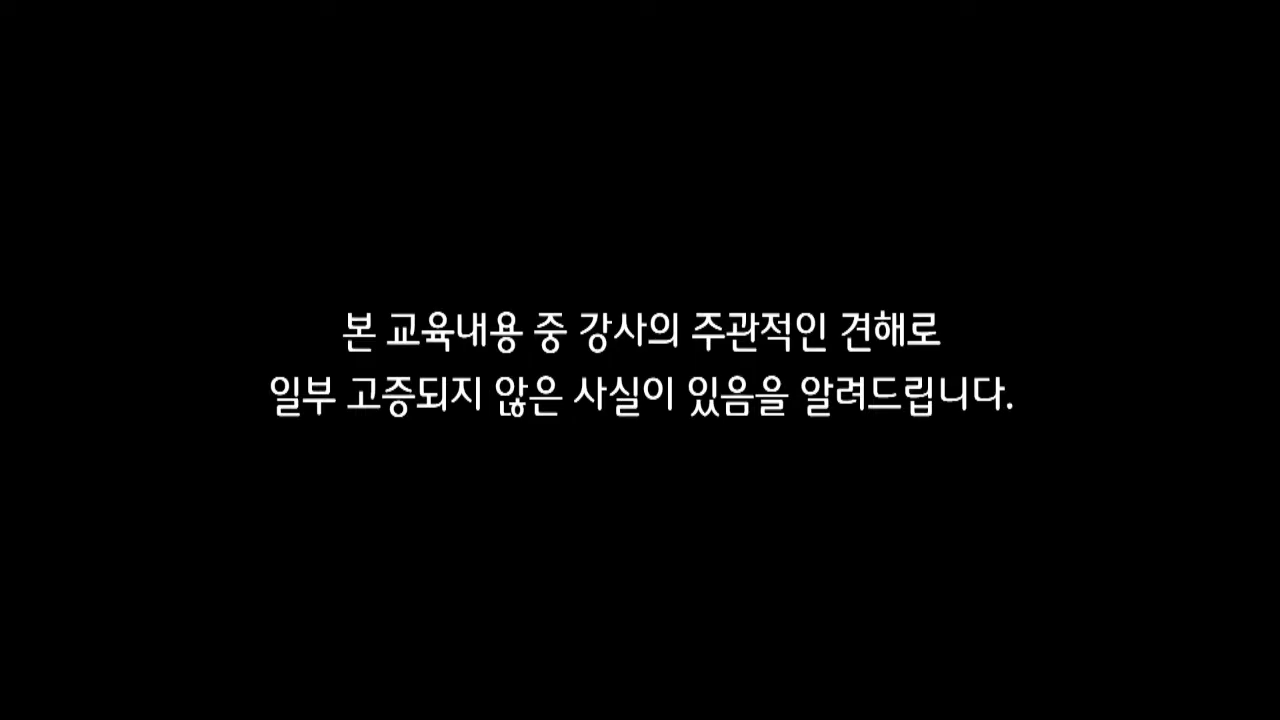 본 교육내용 중 강사의 주관적인 견해로
일부 고증되지 않은 사실이 있음을 알려드립니다.